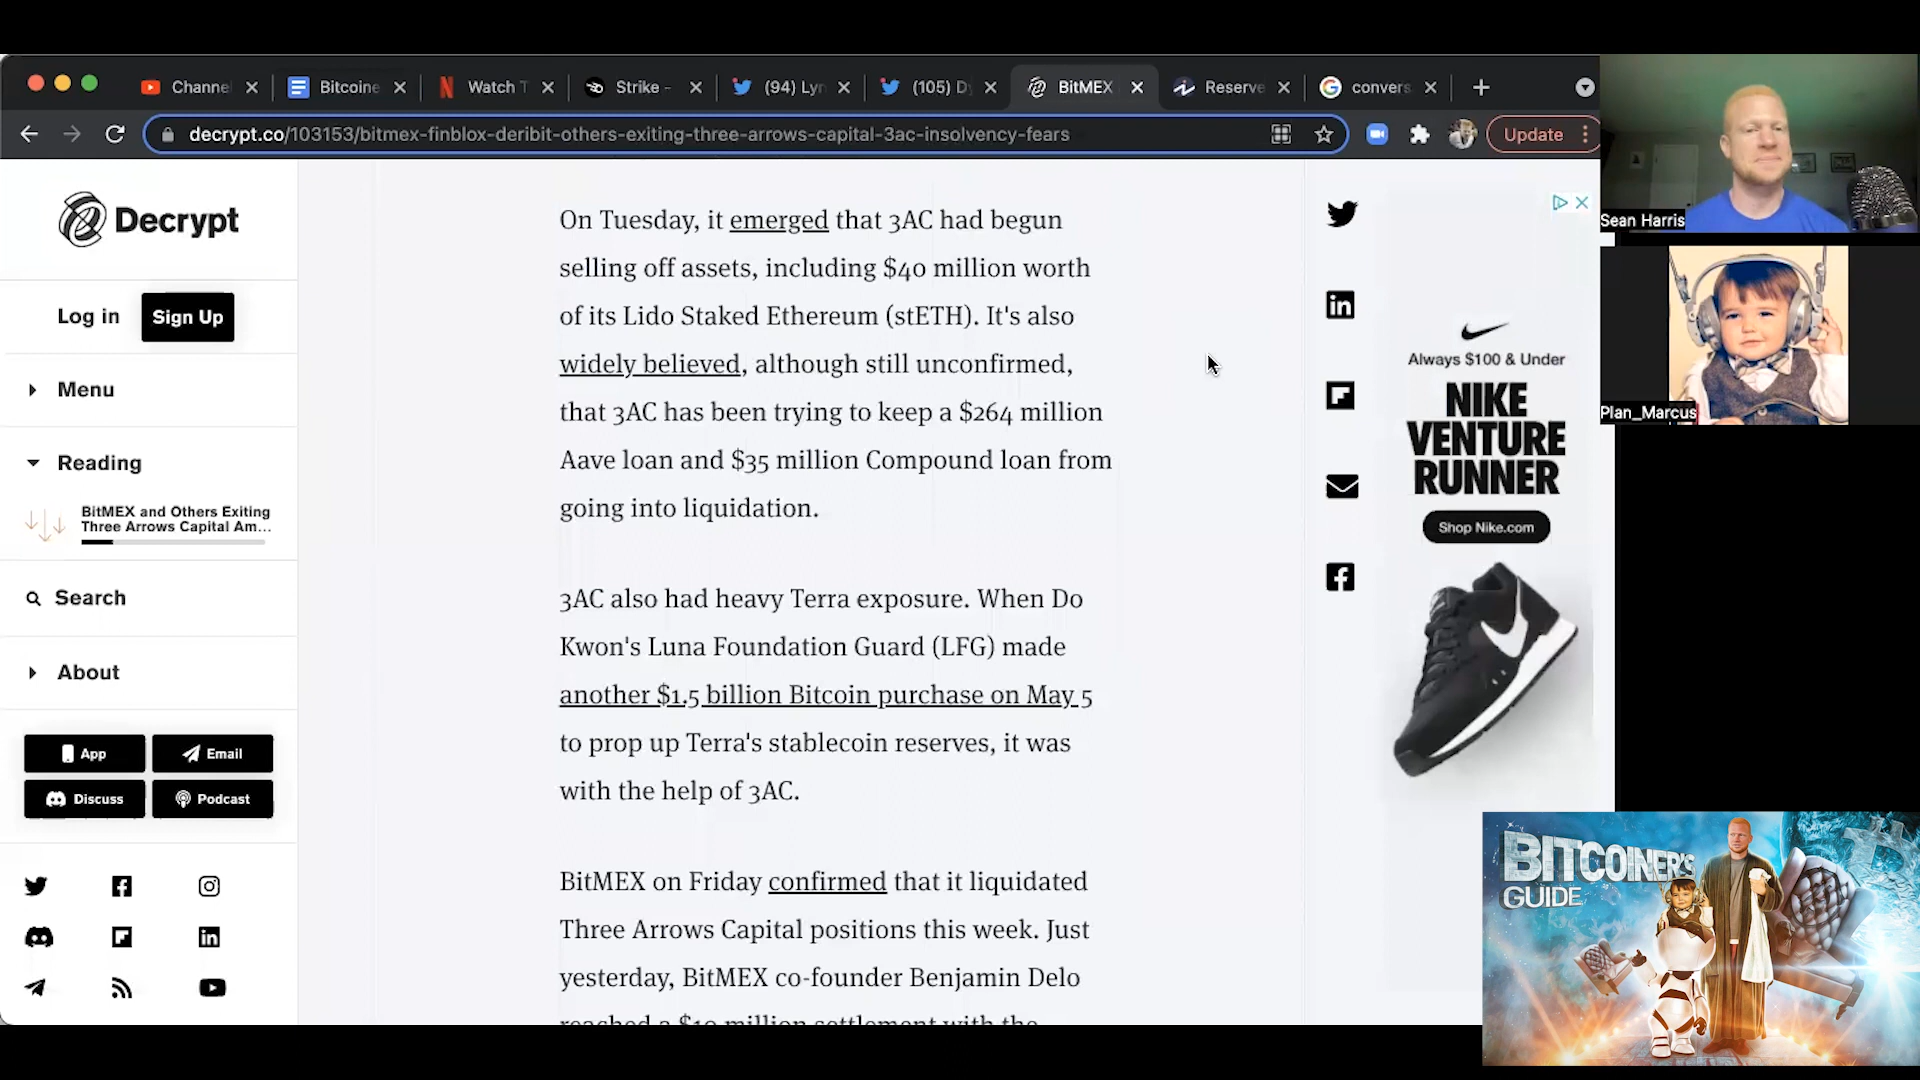 Channe
Bitcoine
Watch T
Strike -
(94) Lyn
(105) D
BitMEX
Reserve
convers
decrypt.co/103153/bitmex-finblox-deribit-others-exiting-three-arrows-capital-3ac-insolvency-fears
Update
Decrypt
Log in
Sign Up
Menu
Reading
BitMEX and Others Exiting
Three Arrows Capital Am...
Search
About
App
Email
Discuss
Podcast
On Tuesday, it emerged that 3AC had begun
selling off assets, including $40 million worth
of its Lido Staked Ethereum (stETH). It's also
widely believed, although still unconfirmed,
that 3AC has been trying to keep a $264 million
Aave loan and $35 million Compound loan from
going into liquidation.
3AC also had heavy Terra exposure. When Do
Kwon's Luna Foundation Guard (LFG) made
another $1.5 billion Bitcoin purchase on May 5
to prop up Terra's stablecoin reserves, it was
with the help of 3AC.
BitMEX on Friday confirmed that it liquidated
Three Arrows Capital positions this week. Just
yesterday, BitMEX co-founder Benjamin Delo
reached a $10 million settlement with the
Always $100 & Under
NIKE
VENTURE
RUNNER
Shop Nike.com
Sean Harris
Plan_Marcus
BITCOINER'S
GUIDE